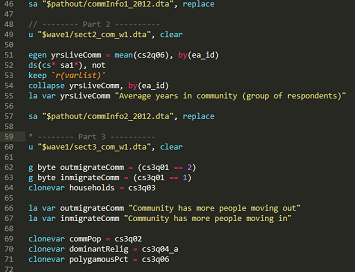 46 sa "$pathout/commInfo1_2012.dta", replace
47
48 // -------- Part 2 ----------
49 u "$wave1/sect2_com_w1.dta", clear
50
51 egen yrsLiveComm = mean(cs2q06), by(ea_id)
52 ds(cs* sa1*), not
53 keep `r(varlist)'
54 collapse yrsLiveComm, by(ea_id)
55 la var yrsLiveComm "Average years in community (group of respondents)"
56
57 sa "$pathout/commInfo2_2012.dta", replace
58
59 * -------- Part 3 ----------
60 u "$wave1/sect3_com_w1.dta", clear
61
62 g byte outmigrateComm = (cs3q01 == 2)
63 g byte inmigrateComm = (cs3q01 == 1)
64 clonevar households = cs3q03
65
66 la var outmigrateComm "Community has more people moving out"
67 la var inmigrateComm "Community has more people moving in"
68
69 clonevar commPop = cs3q02
70 clonevar dominantRelig = cs3q04_a
71 clonevar polygamousPct = cs3q06
72